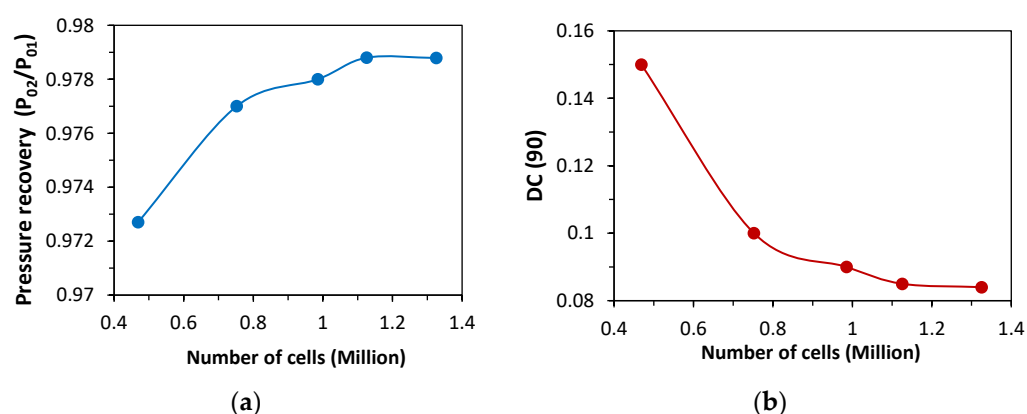 Pressure recovery (P02/P01)
0.98
0.978
0.976
0.974
0.972
0.97
0.4 0.6 0.8 1 1.2 1.4
Number of cells (Million)
(a)
DC (90)
0.16
0.14
0.12
0.1
0.08
0.4 0.6 0.8 1 1.2 1.4
Number of cells (Million)
(b)